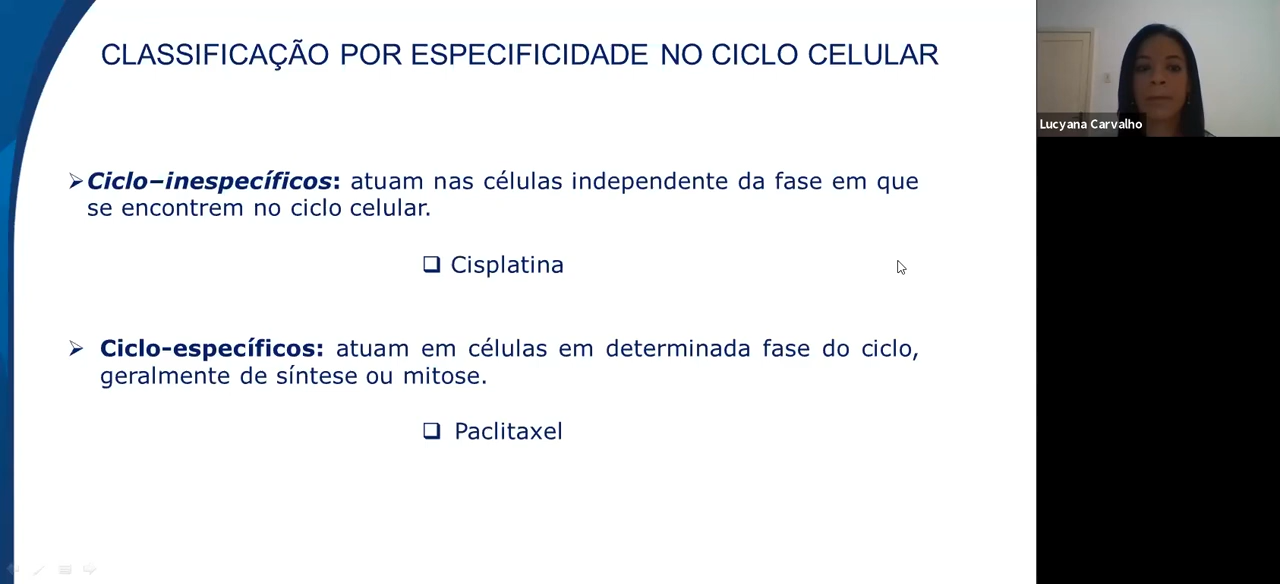 CLASSIFICAÇÃO POR ESPECIFICIDADE NO CICLO CELULAR
Ciclo–inespecíficos: atuam nas células independente da fase em que
se encontrem no ciclo celular.
Cisplatina
Ciclo-específicos: atuam em células em determinada fase do ciclo,
geralmente de síntese ou mitose.
Paclitaxel
Lucyana Carvalho